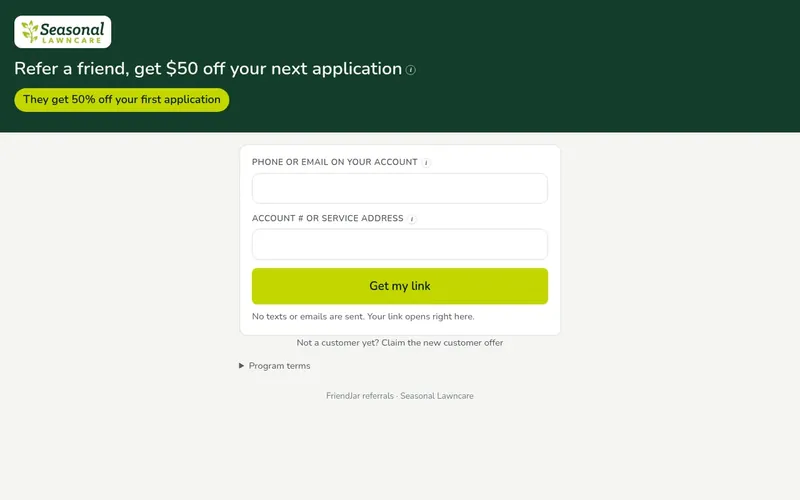 Seasonal
LAWNCARE
Refer a friend, get $50 off your next application i
They get 50% off your first application
PHONE OR EMAIL ON YOUR ACCOUNT i
ACCOUNT # OR SERVICE ADDRESS i
Get my link
No texts or emails are sent. Your link opens right here.
Not a customer yet? Claim the new customer offer
Program terms
FriendJar referrals · Seasonal Lawncare